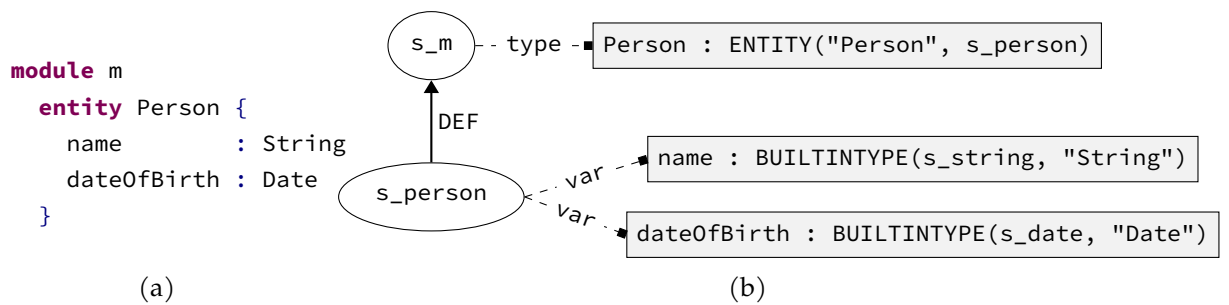 module m
entity Person {
name : String
dateOfBirth : Date
}
(a)
s_m
type
Person : ENTITY("Person", s_person)
DEF
s_person
var
name : BUILTINTYPE(s_string, "String")
var
dateOfBirth : BUILTINTYPE(s_date, "Date")
(b)